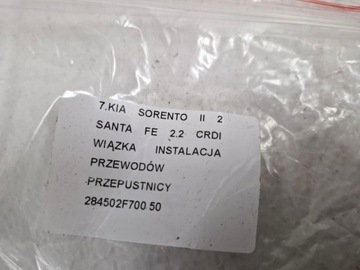 7.KIA SORENTO II 2
SANTA FE 2.2 CRDI
WIĄZKA INSTALACJA
PRZEWODÓW
PRZEPUSTNICY
284502F700 50